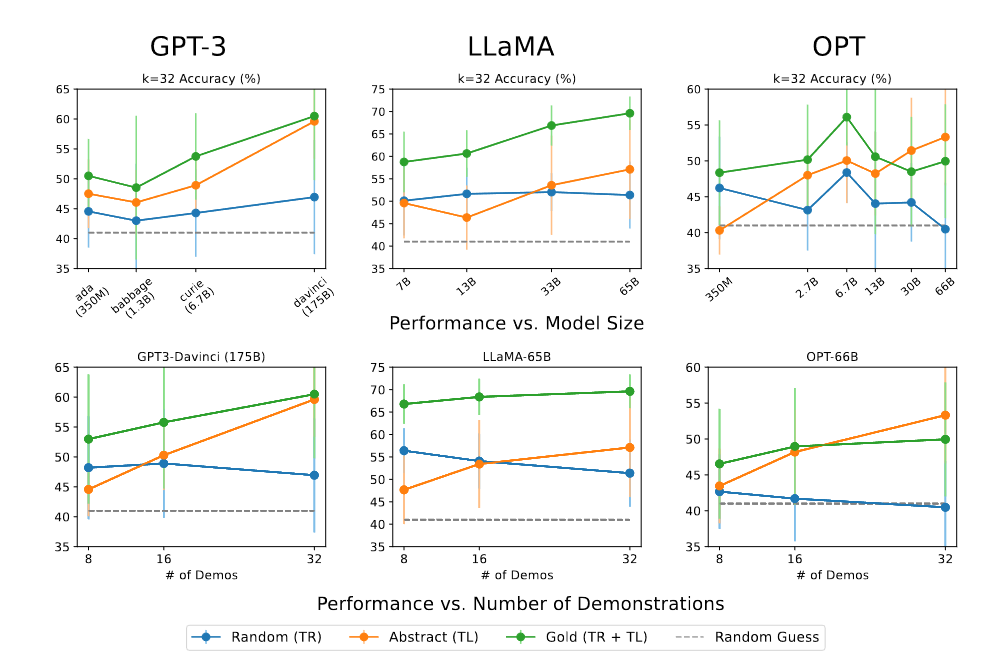 GPT-3 LLaMA OPT
k=32 Accuracy (%) k=32 Accuracy (%) k=32 Accuracy (%)
65 75 60
60 70 55
55 65 50
50 60 45
45 55 40
40 50 35
35 45
40
35
ada (350M) babbage (1.3B) curie (6.7B) davinci (175B)
7B 13B 33B 65B
350M 2.7B 6.7B 13B 30B 66B
Performance vs. Model Size
GPT3-Davinci (175B) LLaMA-65B OPT-66B
65 75 60
60 70 55
55 65 50
50 60 45
45 55 40
40 50 35
35 45
40
35
8 16 32 8 16 32 8 16 32
# of Demos # of Demos # of Demos
Performance vs. Number of Demonstrations
Random (TR) Abstract (TL) Gold (TR + TL) Random Guess